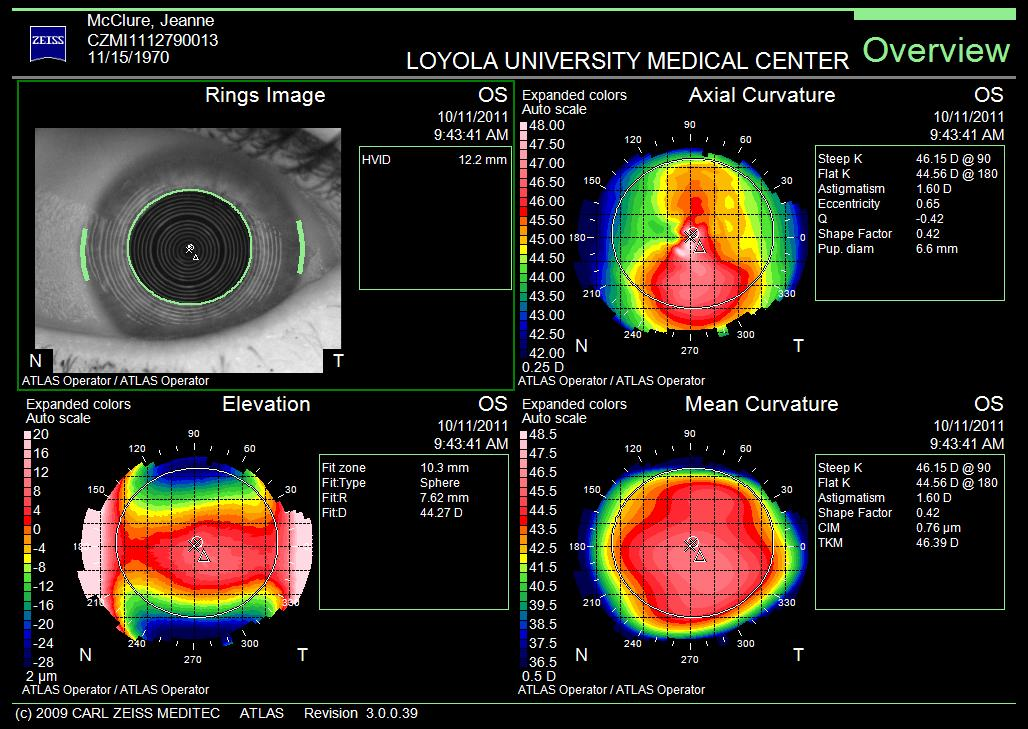 ZEISS
McClure, Jeanne
CZMI1112790013
11/15/1970
LOYOLA UNIVERSITY MEDICAL CENTER
Overview
Rings Image
OS
10/11/2011
9:43:41 AM
HVID 12.2 mm
N
T
ATLAS Operator / ATLAS Operator
Expanded colors
Auto scale
Axial Curvature
OS
10/11/2011
9:43:41 AM
48.00
47.50
47.00
46.50
46.00
45.50
45.00
44.50
44.00
43.50
43.00
42.50
42.00
0.25 D
90
120
60
150
30
180
0
210
330
240
300
270
N
T
Steep K 46.15 D @ 90
Flat K 44.56 D @ 180
Astigmatism 1.60 D
Eccentricity 0.65
Q -0.42
Shape Factor 0.42
Pup. diam 6.6 mm
ATLAS Operator / ATLAS Operator
Expanded colors
Auto scale
Elevation
OS
10/11/2011
9:43:41 AM
20
16
12
8
4
0
-4
-8
-12
-16
-20
-24
-28
2 µm
90
120
60
150
30
210
330
240
300
270
N
T
Fit zone 10.3 mm
Fit:Type Sphere
Fit:R 7.62 mm
Fit:D 44.27 D
ATLAS Operator / ATLAS Operator
Expanded colors
Auto scale
Mean Curvature
OS
10/11/2011
9:43:41 AM
48.5
47.5
46.5
45.5
44.5
43.5
42.5
41.5
40.5
39.5
38.5
37.5
36.5
0.5 D
90
120
60
150
30
180
0
210
330
240
300
270
N
T
Steep K 46.15 D @ 90
Flat K 44.56 D @ 180
Astigmatism 1.60 D
Shape Factor 0.42
CIM 0.76 µm
TKM 46.39 D
ATLAS Operator / ATLAS Operator
(c) 2009 CARL ZEISS MEDITEC ATLAS Revision 3.0.0.39